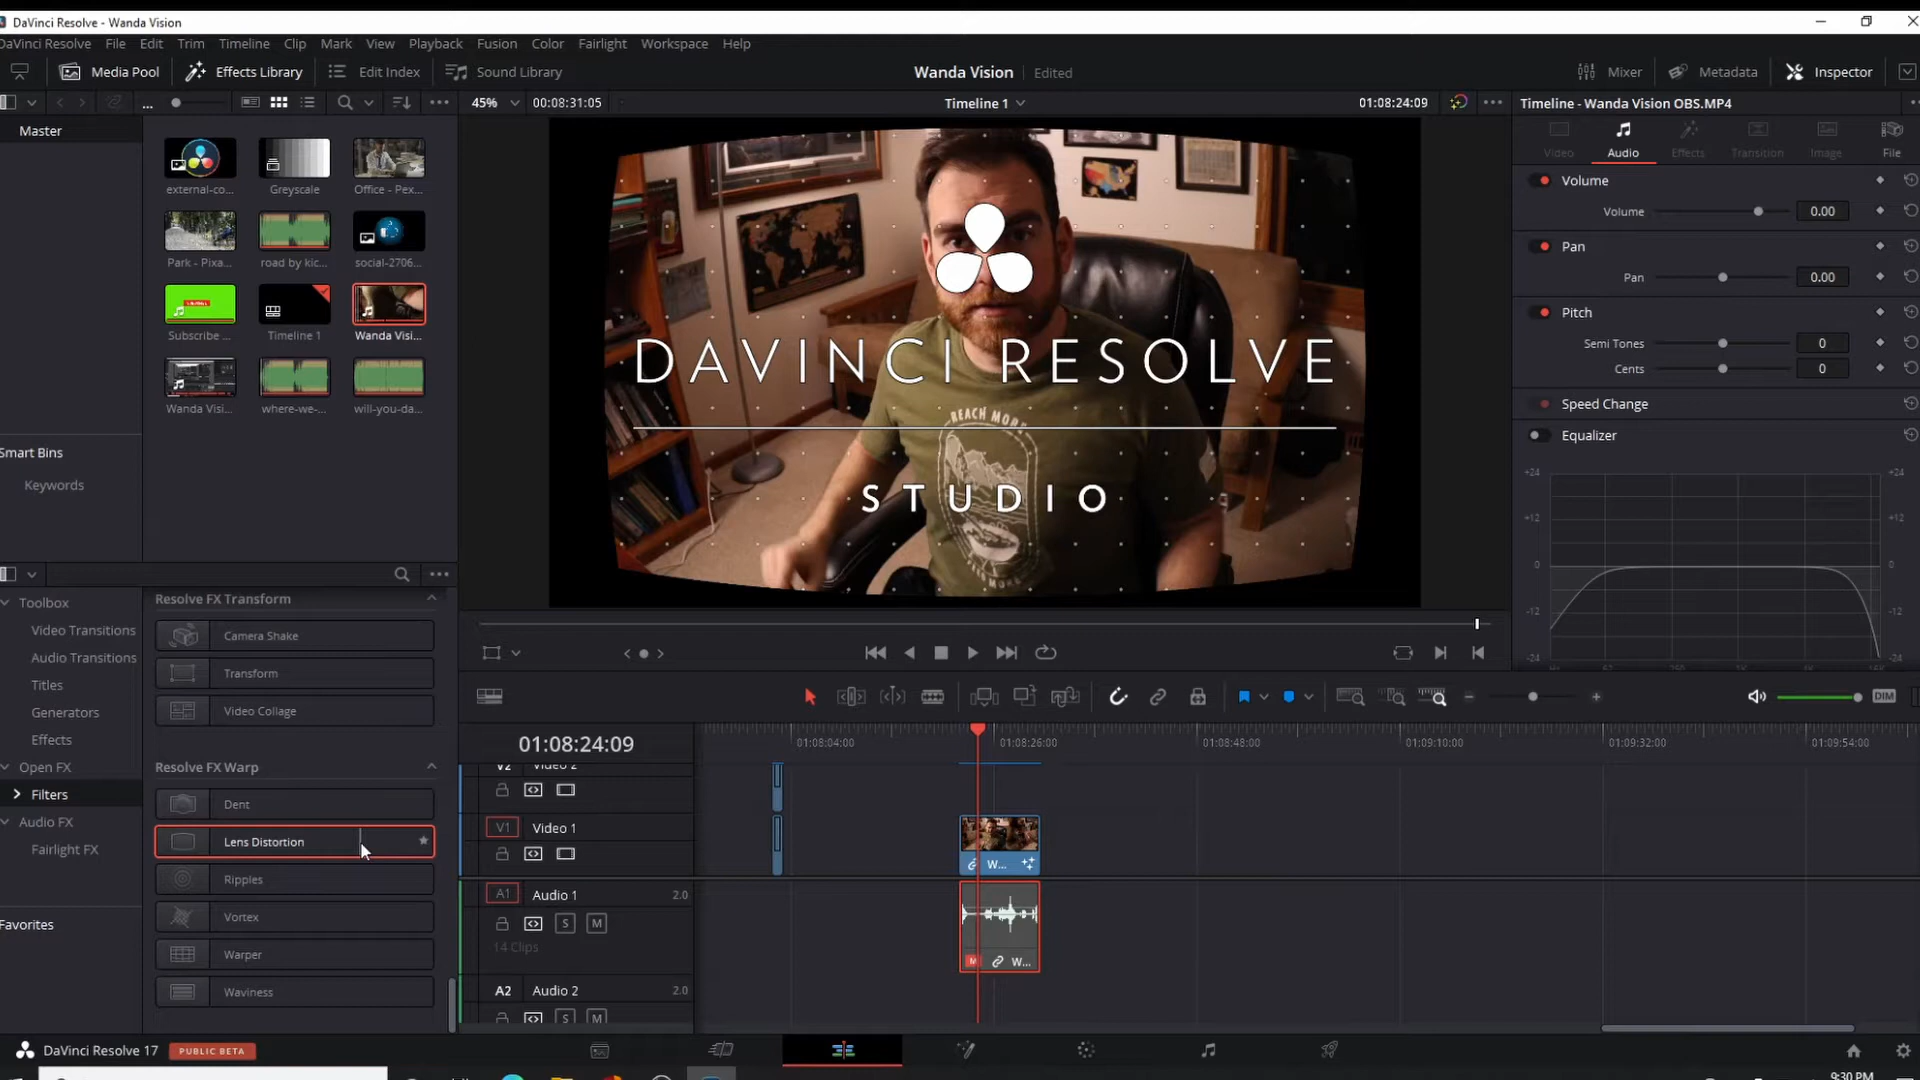 DaVinci Resolve - Wanda Vision
DaVinci Resolve File Edit Trim Timeline Clip Mark View Playback Fusion Color Fairlight Workspace Help
Media Pool Effects Library Edit Index Sound Library Wanda Vision Edited Mixer Metadata Inspector
... 45% 00:08:31:05 Timeline 1 01:08:24:09 Timeline - Wanda Vision OBS.MP4
Master
Video Audio Effects Transition Image File
external-co... Greyscale Office - Pex...
Park - Pixa... road by kic... social-2706...
Subscribe ... Timeline 1 Wanda Visi...
Wanda Visi... where-we-... will-you-da...
Smart Bins
Keywords
DAVINCI RESOLVE
STUDIO
REACH MORE
Volume
Volume 0.00
Pan
Pan 0.00
Pitch
Semi Tones 0
Cents 0
Speed Change
Equalizer
+24 +24
+12 +12
0 0
-12 -12
-24 -24
Toolbox
Video Transitions
Audio Transitions
Titles
Generators
Effects
Open FX
Filters
Audio FX
Fairlight FX
Favorites
Resolve FX Transform
Camera Shake
Transform
Video Collage
Resolve FX Warp
Dent
Lens Distortion
Ripples
Vortex
Warper
Waviness
DIM
01:08:24:09
01:08:04:00 01:08:26:00 01:08:48:00 01:09:10:00 01:09:32:00 01:09:54:00
V2 Video 2
V1 Video 1
W...
A1 Audio 1 2.0
S M
14 Clips
M W...
A2 Audio 2 2.0
S M
DaVinci Resolve 17 PUBLIC BETA
9:30 PM